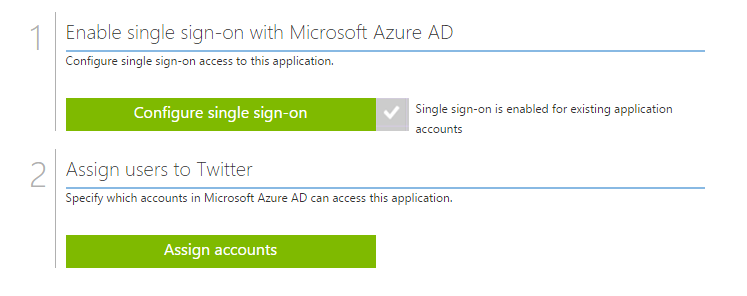 1
Enable single sign-on with Microsoft Azure AD
Configure single sign-on access to this application.
Configure single sign-on
Single sign-on is enabled for existing application
accounts
2
Assign users to Twitter
Specify which accounts in Microsoft Azure AD can access this application.
Assign accounts